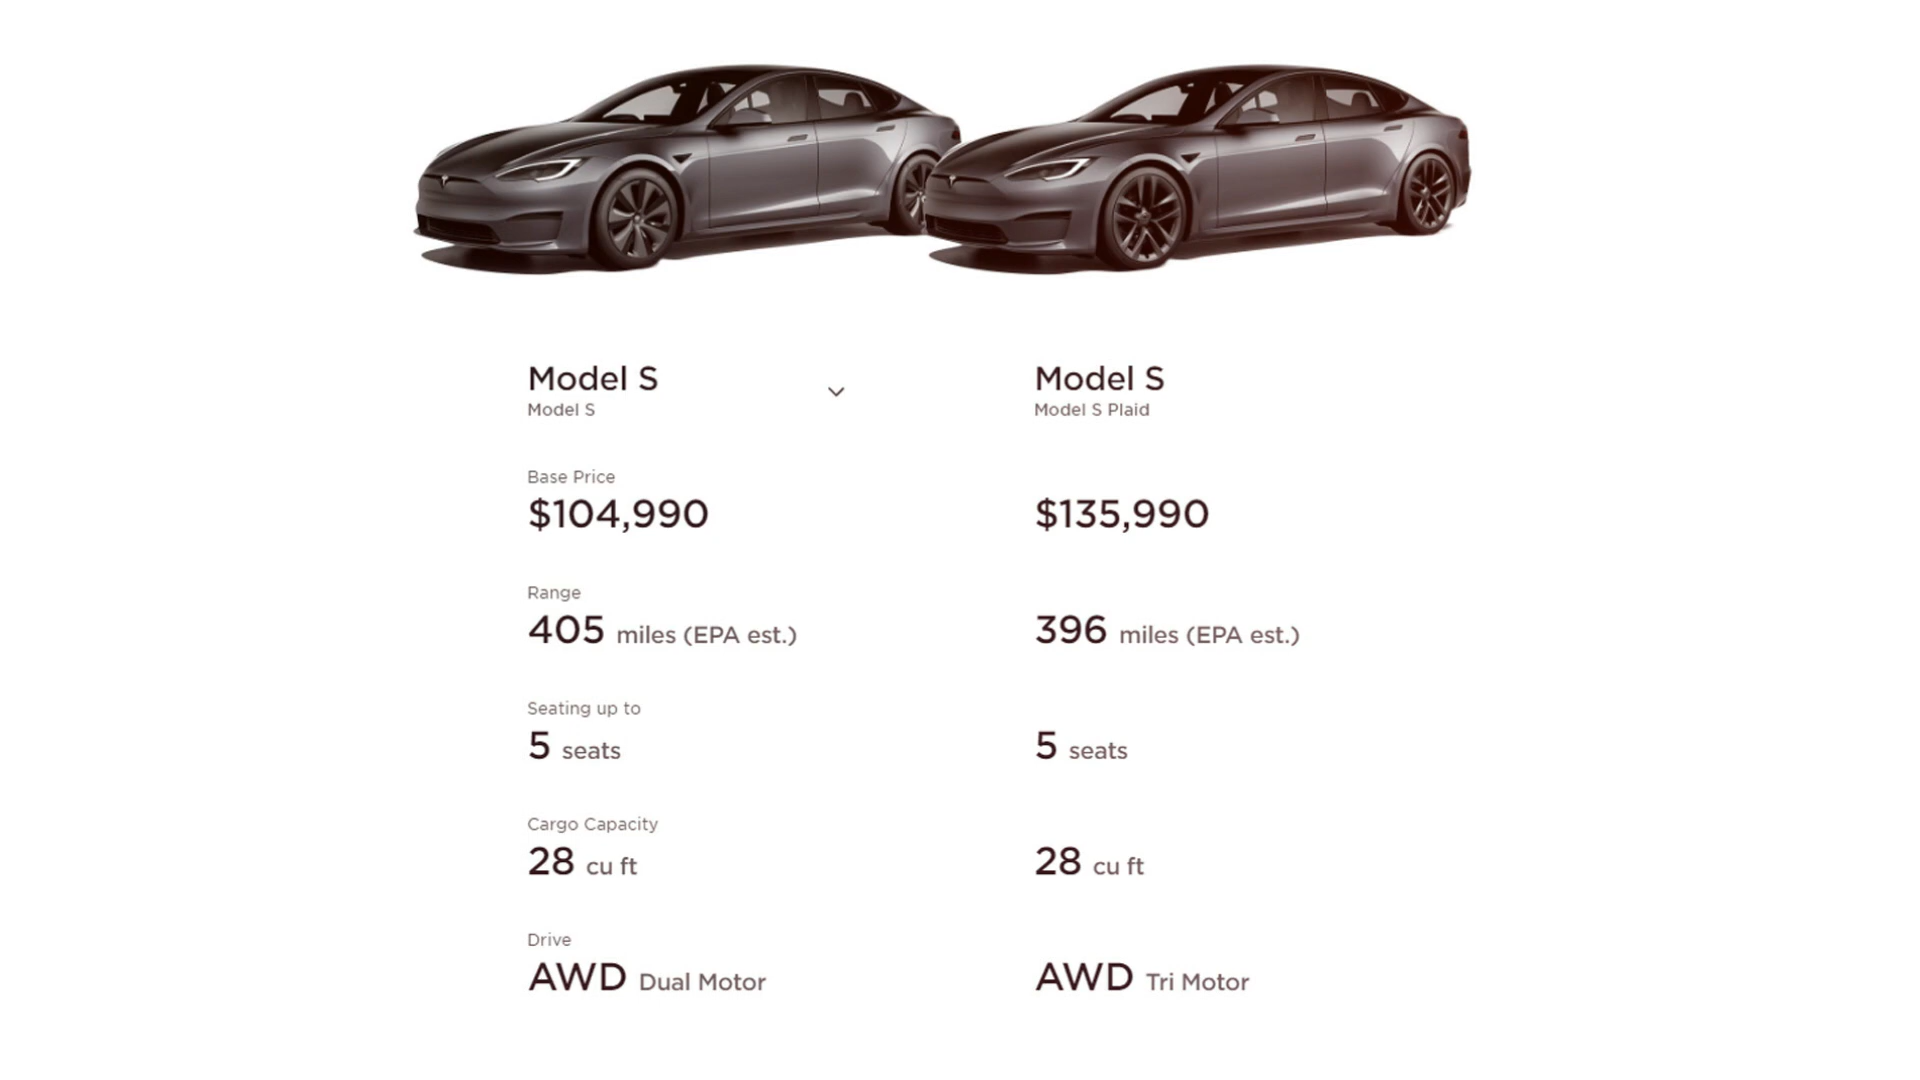 Model S
Model S
Model S
Model S Plaid
Base Price
$104,990
$135,990
Range
405 miles (EPA est.)
396 miles (EPA est.)
Seating up to
5 seats
5 seats
Cargo Capacity
28 cu ft
28 cu ft
Drive
AWD Dual Motor
AWD Tri Motor